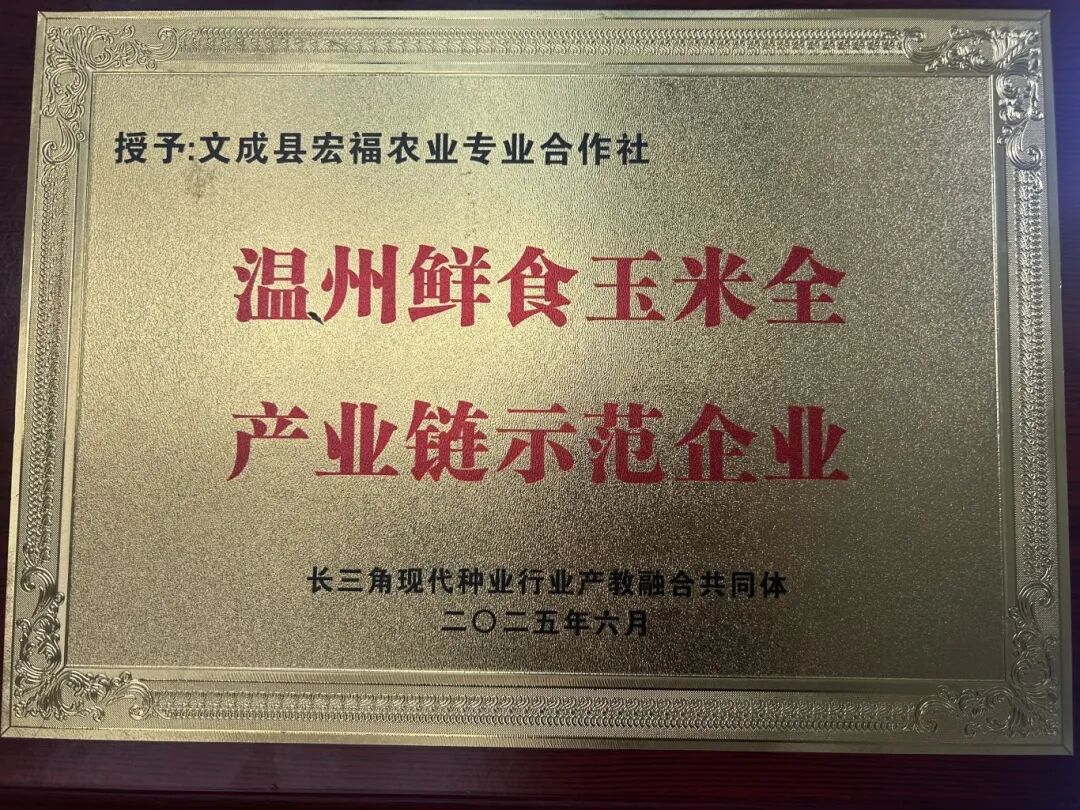 授予:文成县宏福农业专业合作社
温州鲜食玉米全
产业链示范企业
长三角现代种业行业产教融合共同体
二〇二五年六月